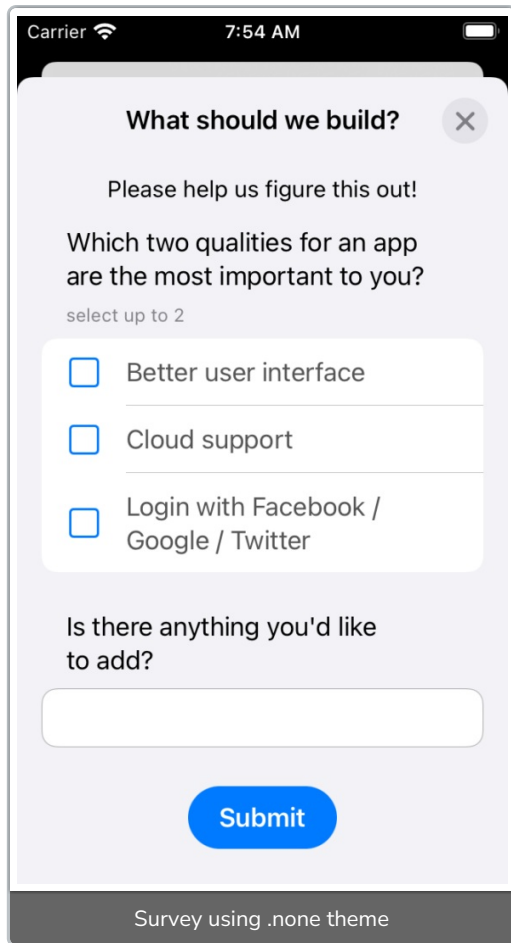 Carrier 7:54 AM
What should we build?
Please help us figure this out!
Which two qualities for an app
are the most important to you?
select up to 2
Better user interface
Cloud support
Login with Facebook /
Google / Twitter
Is there anything you'd like
to add?
Submit
Survey using .none theme